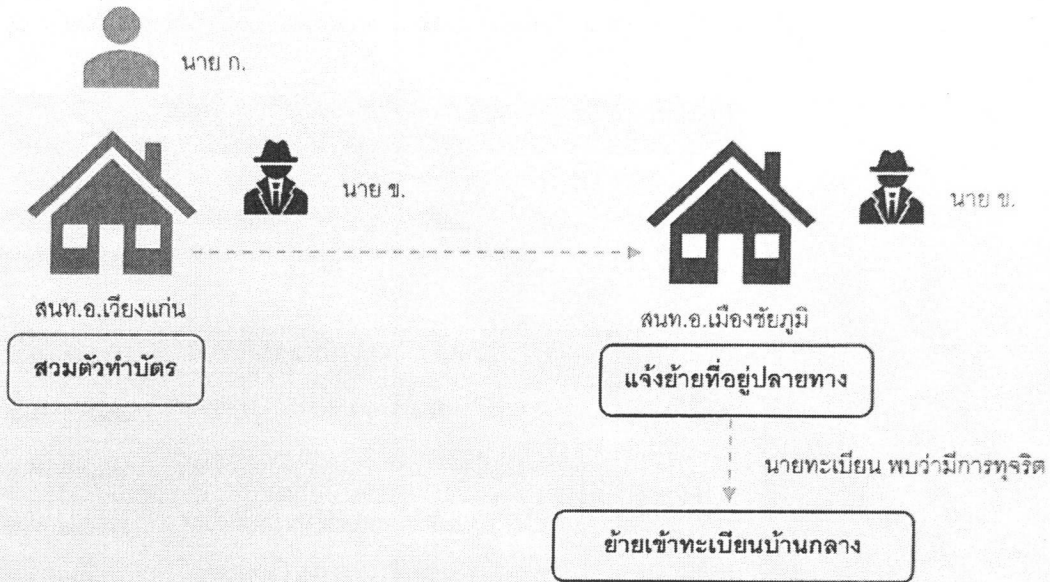 นาย ก.
นาย ข.
นาย ข.
สนท.อ.เวียงแก่น
สนท.อ.เมืองชัยภูมิ
สวมตัวทำบัตร
แจ้งย้ายที่อยู่ปลายทาง
นายทะเบียน พบว่ามีการทุจริต
ย้ายเข้าทะเบียนบ้านกลาง